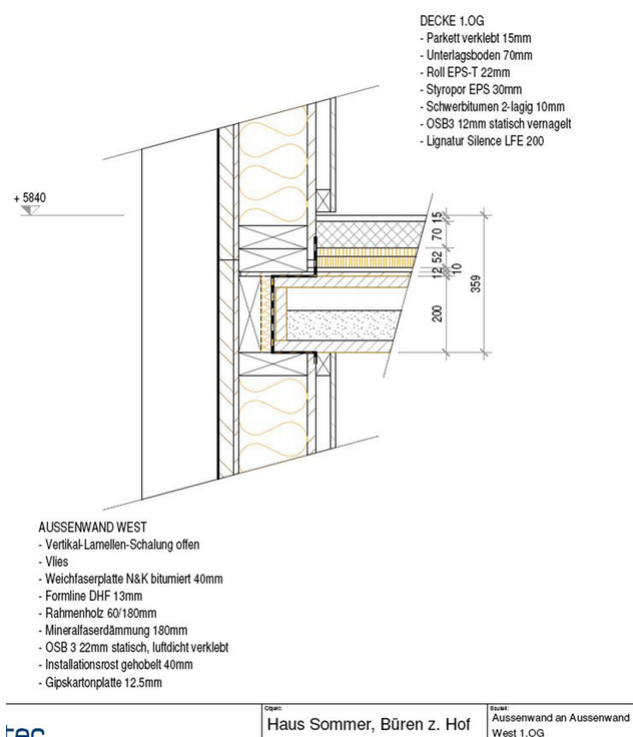 DECKE 1.OG
- Parkett verklebt 15mm
- Unterlagsboden 70mm
- Roll EPS-T 22mm
- Styropor EPS 30mm
- Schwerbitumen 2-lagig 10mm
- OSB3 12mm statisch vernagelt
- Lignatur Silence LFE 200
+ 5840
15
70
52
12
10
200
359
AUSSENWAND WEST
- Vertikal-Lamellen-Schalung offen
- Vlies
- Weichfaserplatte N&K bitumiert 40mm
- Formline DHF 13mm
- Rahmenholz 60/180mm
- Mineralfaserdämmung 180mm
- OSB 3 22mm statisch, luftdicht verklebt
- Installationsrost gehobelt 40mm
- Gipskartonplatte 12.5mm
Objekt:
Haus Sommer, Büren z. Hof
Bauteil:
Aussenwand an Aussenwand
West 1.OG